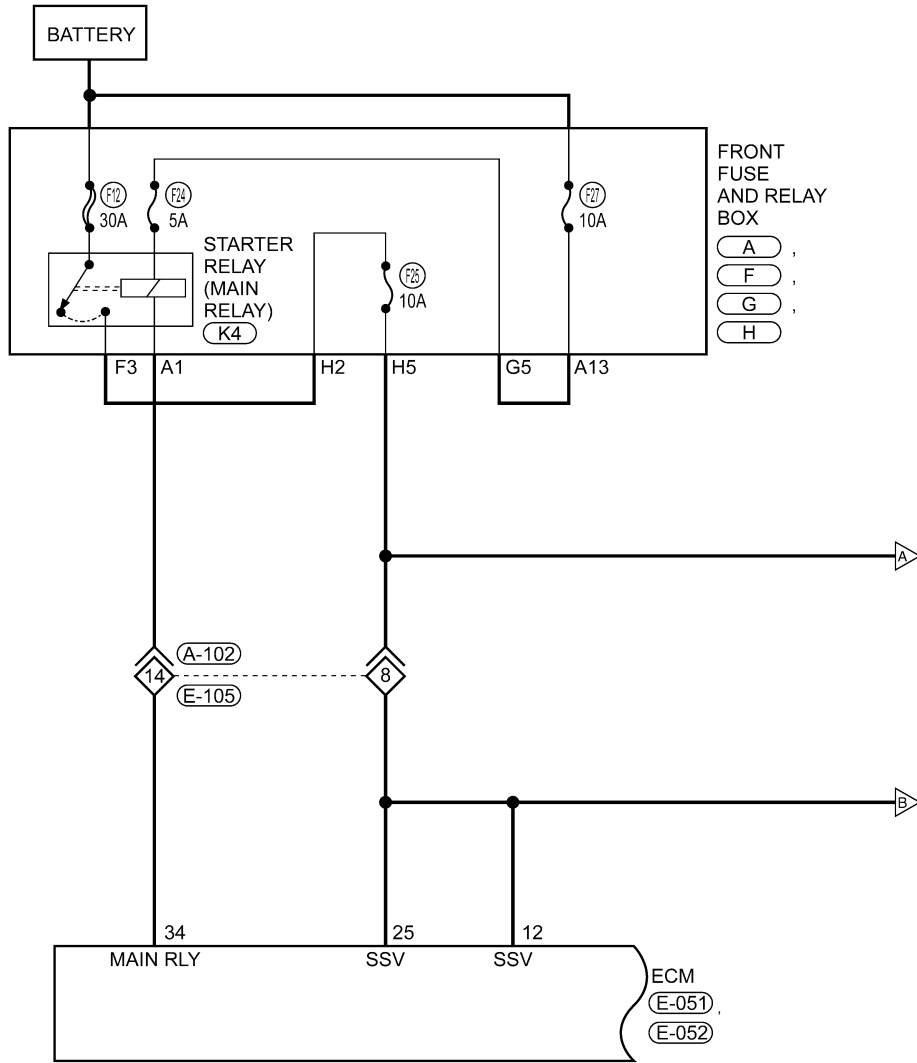 BATTERY
FRONT
FUSE
AND RELAY
BOX
A ,
F ,
G ,
H
F12
30A
F24
5A
F27
10A
STARTER
RELAY
(MAIN
RELAY)
K4
F25
10A
F3 A1 H2 H5 G5 A13
A
A-102
14 8
E-105
B
34 25 12
MAIN RLY SSV SSV
ECM
E-051 ,
E-052